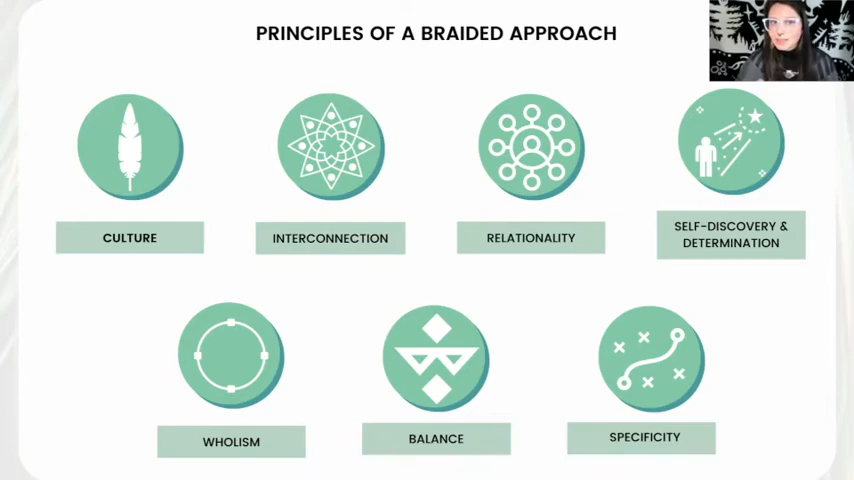 PRINCIPLES OF A BRAIDED APPROACH
CULTURE
INTERCONNECTION
RELATIONALITY
SELF-DISCOVERY &
DETERMINATION
WHOLISM
BALANCE
SPECIFICITY